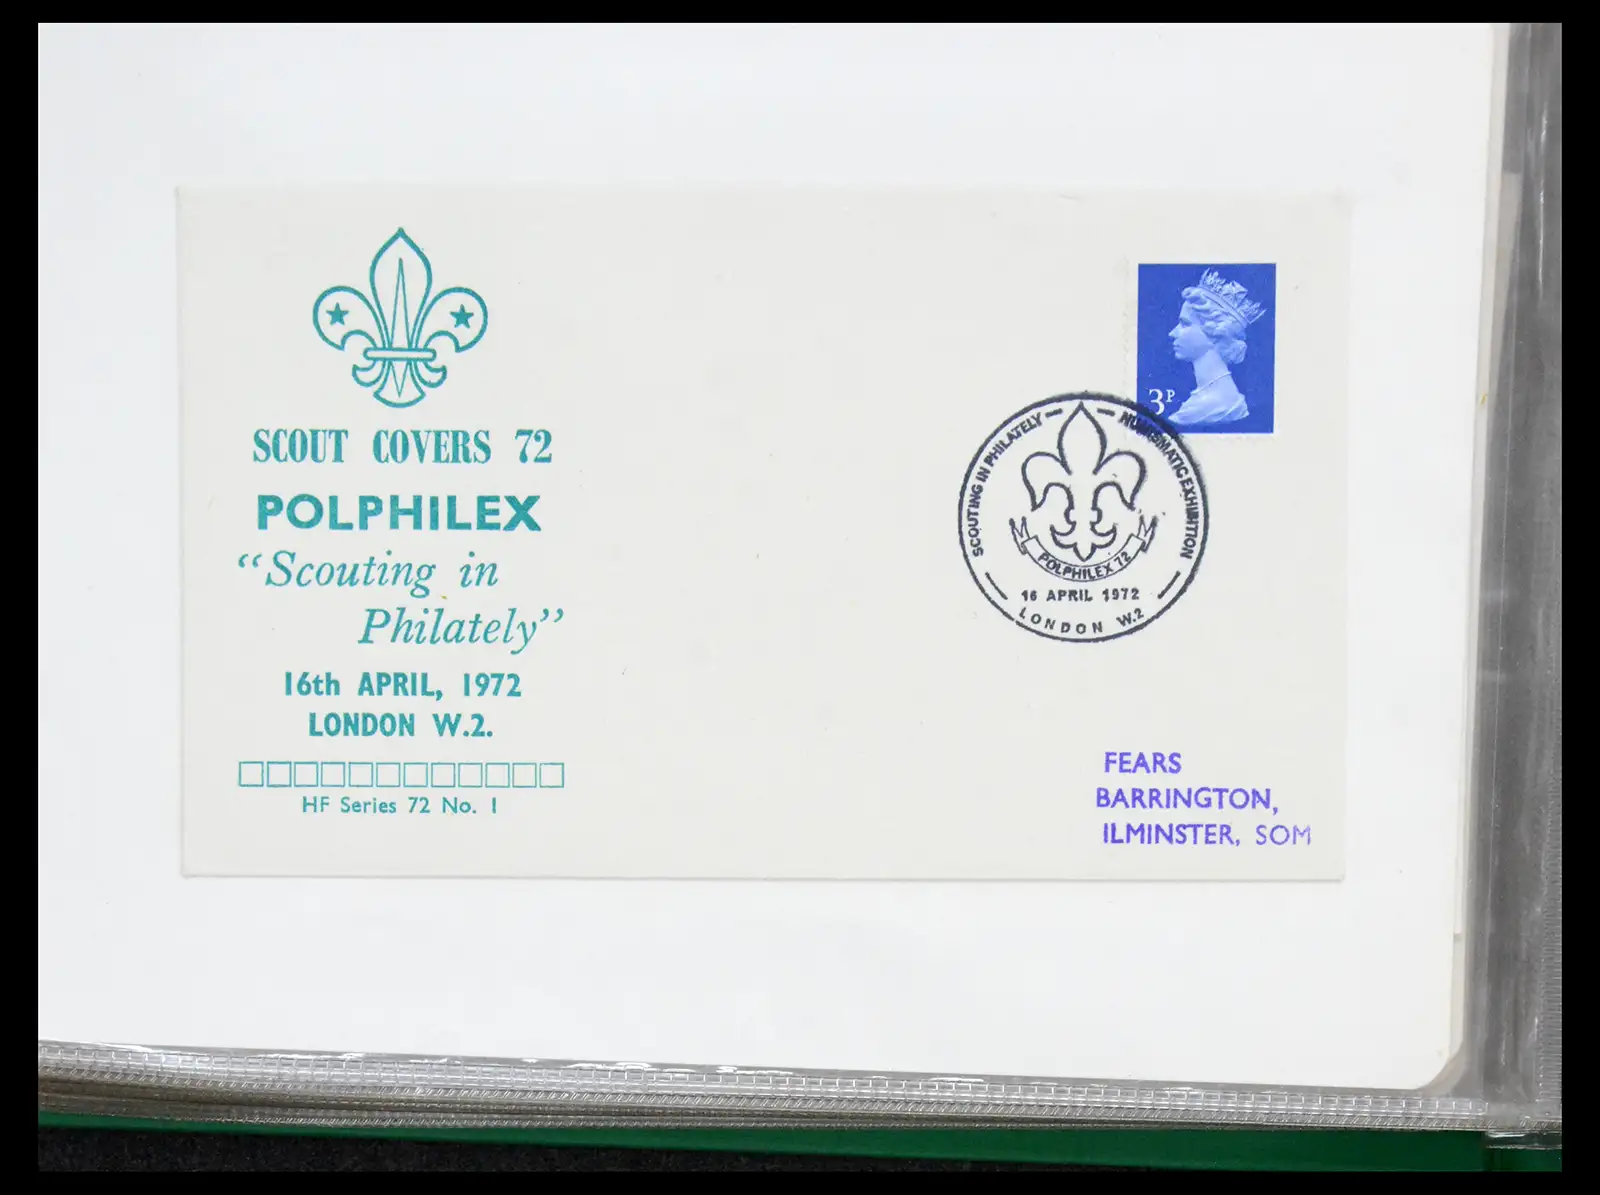 SCOUT COVERS 72
POLPHILEX
“Scouting in
Philately”
16th APRIL, 1972
LONDON W.2.
HF Series 72 No. 1
3P
SCOUTING IN PHILATELY — NUMISMATIC EXHIBITION
POLPHILEX 72
16 APRIL 1972
LONDON W.2
FEARS
BARRINGTON,
ILMINSTER, SOM